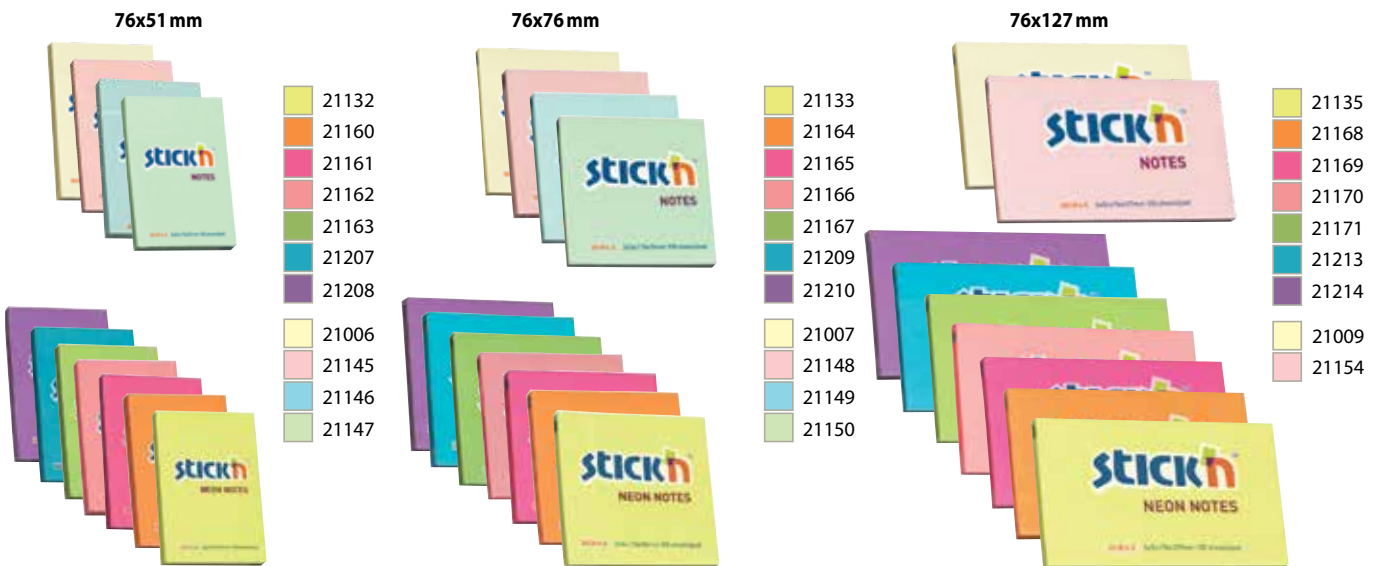 76x51 mm
STICK'n
NOTES
21132
21160
21161
21162
21163
21207
21208
21006
21145
21146
21147
STICK'n
NEON NOTES
76x76 mm
STICK'n
NOTES
21133
21164
21165
21166
21167
21209
21210
21007
21148
21149
21150
STICK'n
NEON NOTES
76x127 mm
STICK'n
NOTES
21135
21168
21169
21170
21171
21213
21214
21009
21154
STICK'n
NEON NOTES